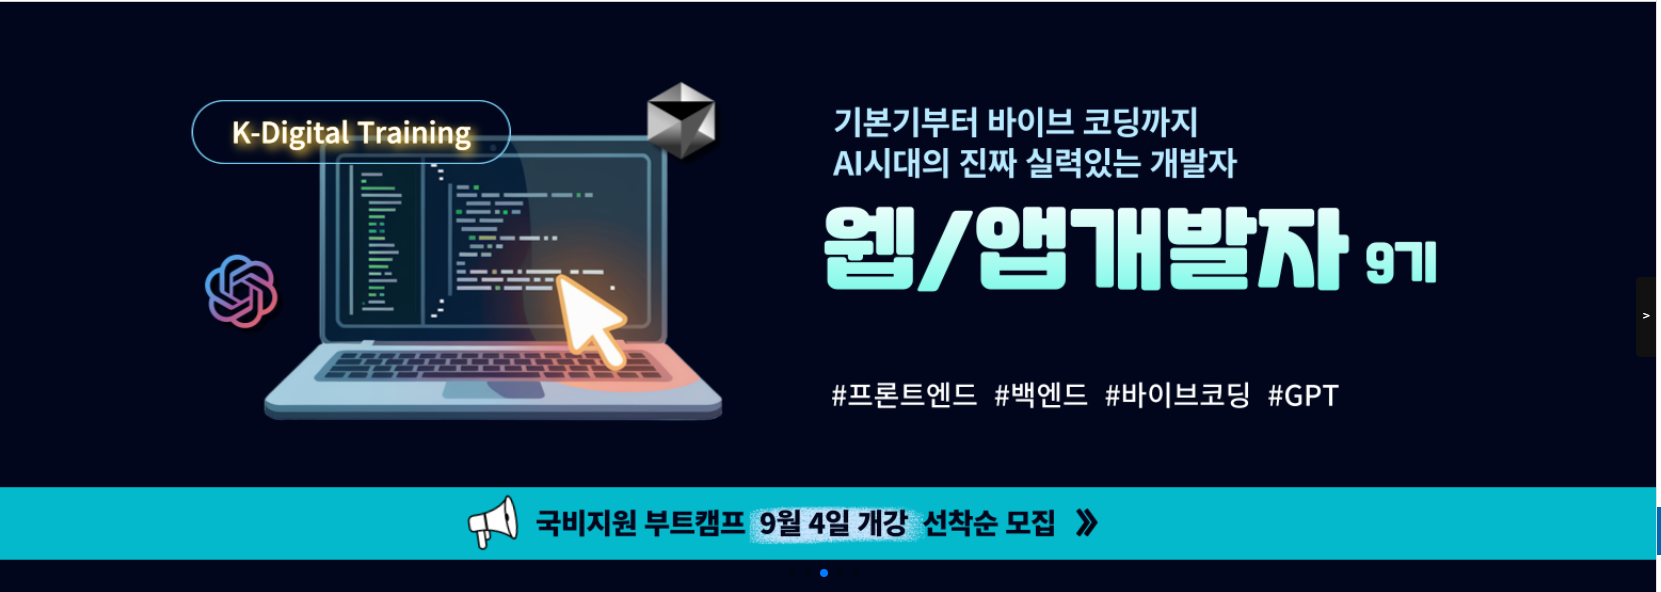 K-Digital Training
기본기부터 바이브 코딩까지
AI시대의 진짜 실력있는 개발자
웹/앱개발자 9기
#프론트엔드 #백엔드 #바이브코딩 #GPT
국비지원 부트캠프 9월 4일 개강 선착순 모집 》
>